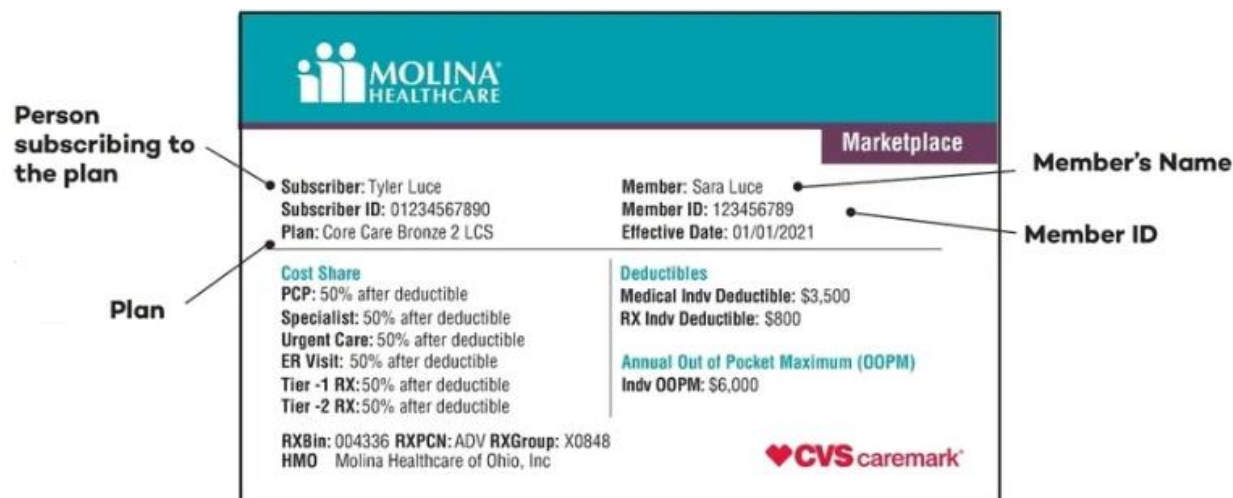 MOLINA®
HEALTHCARE
Marketplace
Person
subscribing to
the plan
Plan
Member's Name
Member ID
Subscriber: Tyler Luce
Subscriber ID: 01234567890
Plan: Core Care Bronze 2 LCS
Member: Sara Luce
Member ID: 123456789
Effective Date: 01/01/2021
Cost Share
PCP: 50% after deductible
Specialist: 50% after deductible
Urgent Care: 50% after deductible
ER Visit: 50% after deductible
Tier -1 RX: 50% after deductible
Tier -2 RX: 50% after deductible
Deductibles
Medical Indv Deductible: $3,500
RX Indv Deductible: $800
Annual Out of Pocket Maximum (OOPM)
Indv OOPM: $6,000
RXBin: 004336 RXPCN: ADV RXGroup: X0848
HMO Molina Healthcare of Ohio, Inc
CVS caremark®